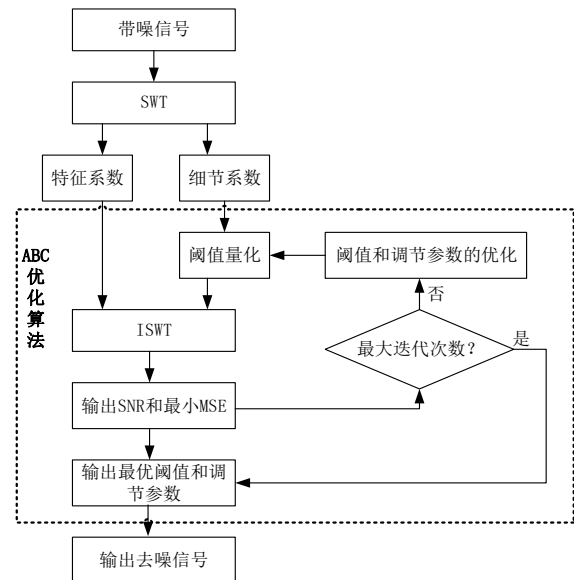 带噪信号
SWT
特征系数
细节系数
ABC
优
化
算
法
阈值量化
阈值和调节参数的优化
否
ISWT
最大迭代次数？
是
输出SNR和最小MSE
输出最优阈值和调
节参数
输出去噪信号